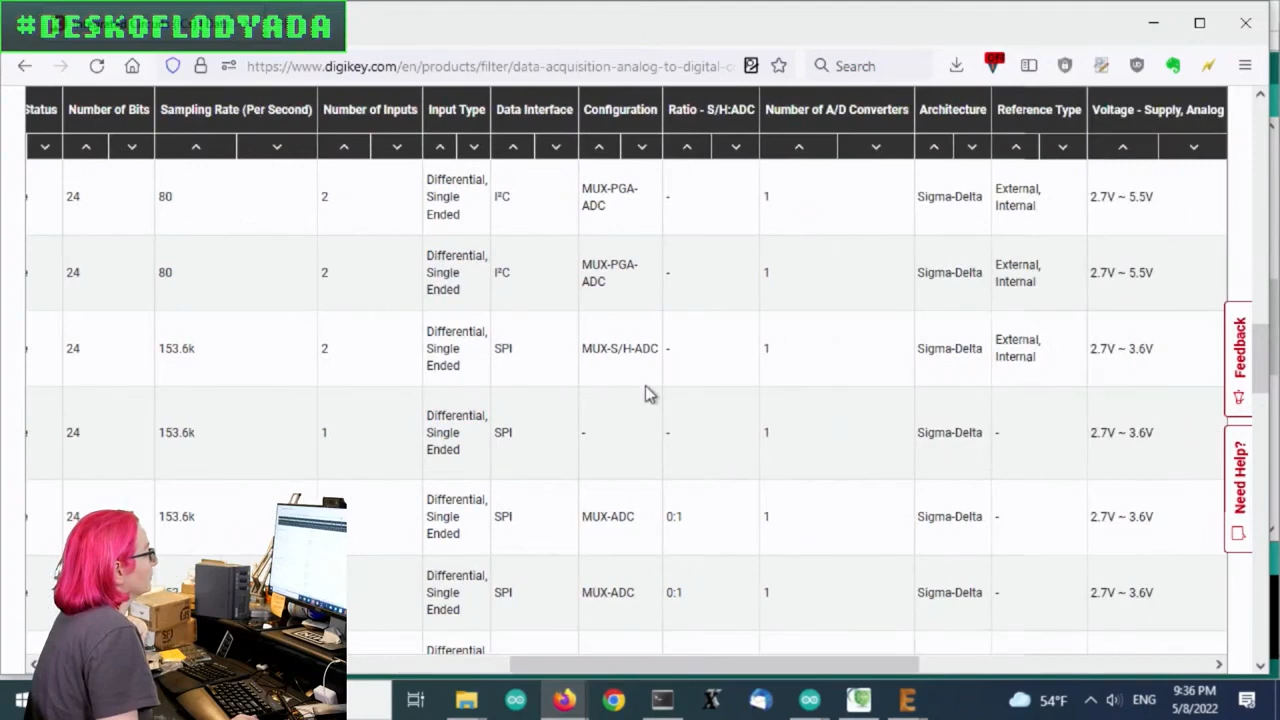 #DESKOFLADYADA
https://www.digikey.com/en/products/filter/data-acquisition-analog-to-digital-c
Search
Off
Status Number of Bits Sampling Rate (Per Second) Number of Inputs Input Type Data Interface Configuration Ratio - S/H:ADC Number of A/D Converters Architecture Reference Type Voltage - Supply, Analog
24 80 2 Differential, Single Ended I²C MUX-PGA-ADC - 1 Sigma-Delta External, Internal 2.7V ~ 5.5V
24 80 2 Differential, Single Ended I²C MUX-PGA-ADC - 1 Sigma-Delta External, Internal 2.7V ~ 5.5V
24 153.6k 2 Differential, Single Ended SPI MUX-S/H-ADC - 1 Sigma-Delta External, Internal 2.7V ~ 3.6V
24 153.6k 1 Differential, Single Ended SPI - - 1 Sigma-Delta - 2.7V ~ 3.6V
24 153.6k Differential, Single Ended SPI MUX-ADC 0:1 1 Sigma-Delta - 2.7V ~ 3.6V
Differential, Single Ended SPI MUX-ADC 0:1 1 Sigma-Delta - 2.7V ~ 3.6V
Differential,
Feedback
Need Help?
54°F
ENG
9:36 PM
5/8/2022